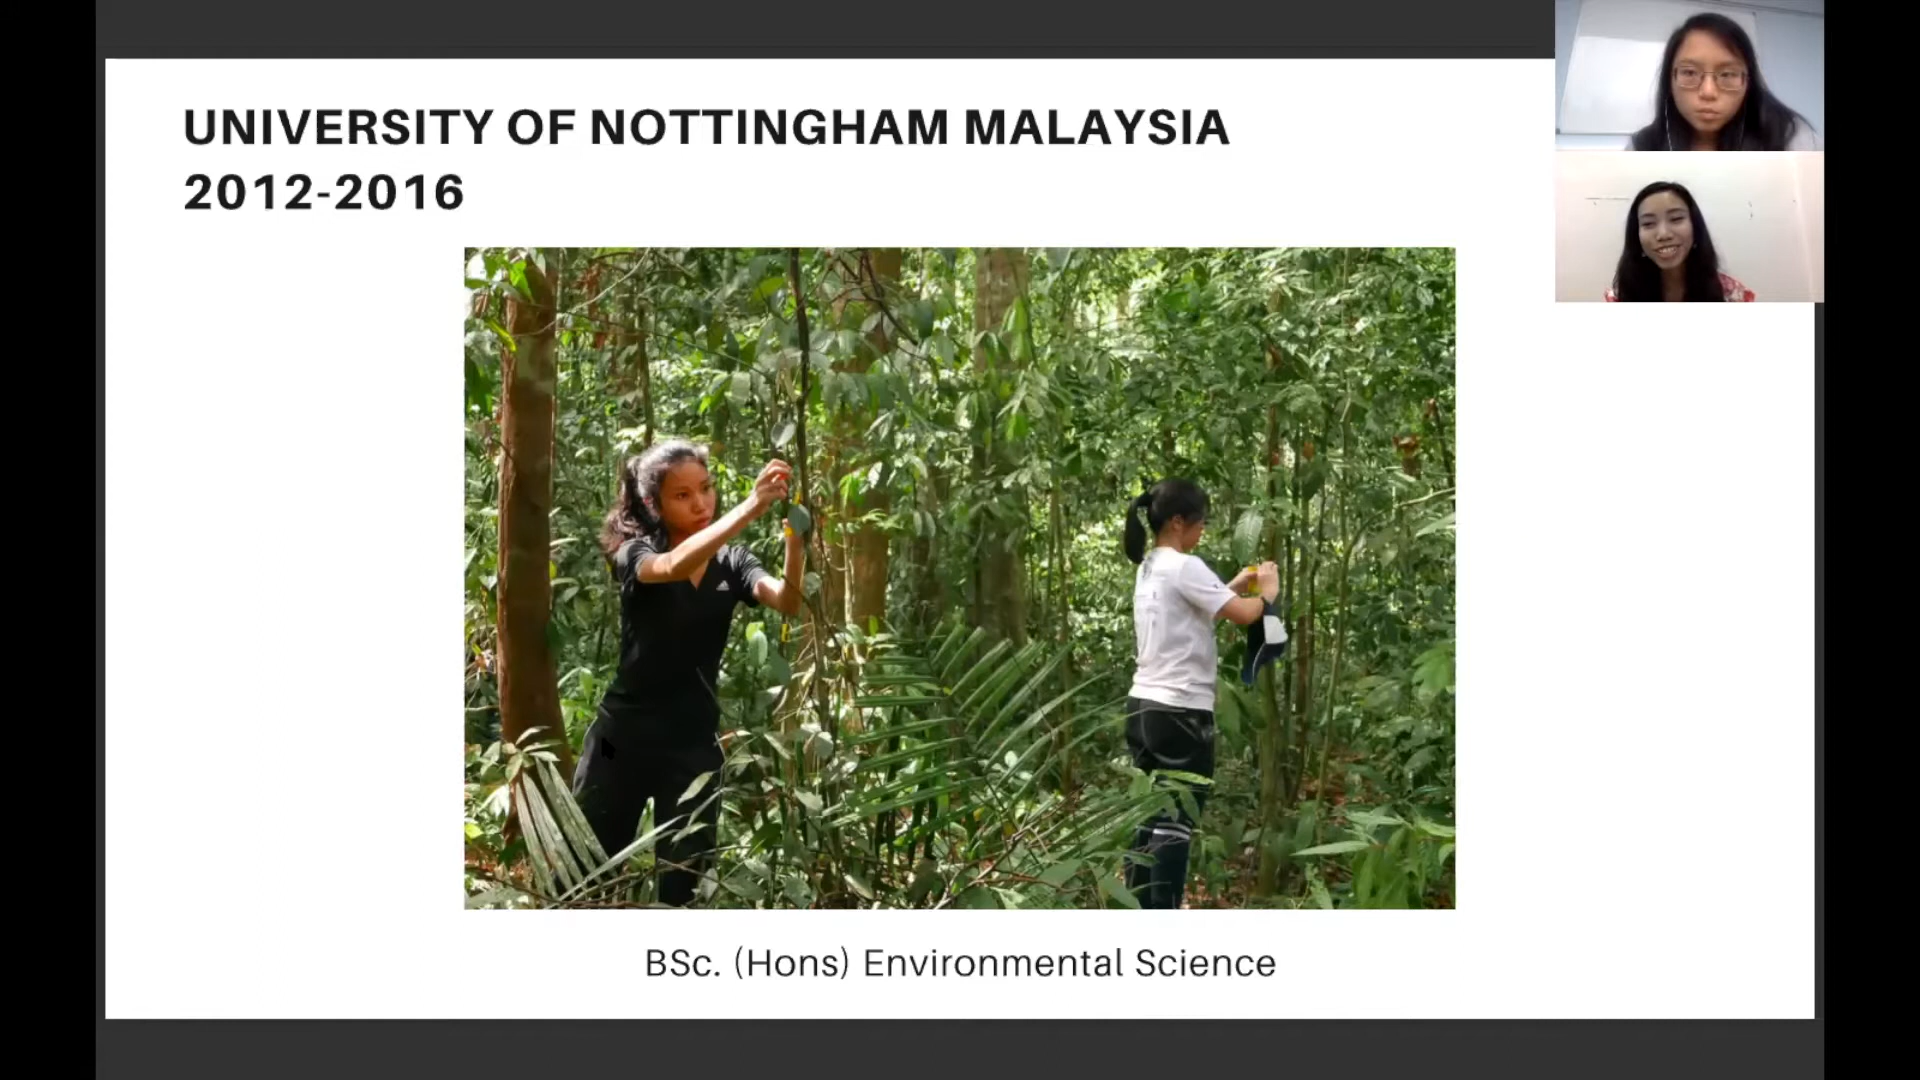 UNIVERSITY OF NOTTINGHAM MALAYSIA
2012-2016
BSc. (Hons) Environmental Science